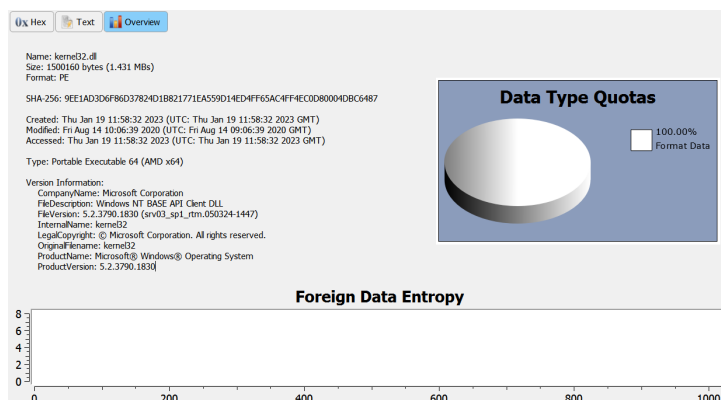 0x Hex
Text
Overview
Name: kernel32.dll
Size: 1500160 bytes (1.431 MBs)
Format: PE
SHA-256: 9EE1AD3D6F86D37824D1B821771EA559D14ED4FF65AC4FF4EC0D80004DBC6487
Created: Thu Jan 19 11:58:32 2023 (UTC: Thu Jan 19 11:58:32 2023 GMT)
Modified: Fri Aug 14 10:06:39 2020 (UTC: Fri Aug 14 09:06:39 2020 GMT)
Accessed: Thu Jan 19 11:58:32 2023 (UTC: Thu Jan 19 11:58:32 2023 GMT)
Type: Portable Executable 64 (AMD x64)
Version Information:
CompanyName: Microsoft Corporation
FileDescription: Windows NT BASE API Client DLL
FileVersion: 5.2.3790.1830 (srv03_sp1_rtm.050324-1447)
InternalName: kernel32
LegalCopyright: © Microsoft Corporation. All rights reserved.
OriginalFilename: kernel32
ProductName: Microsoft® Windows® Operating System
ProductVersion: 5.2.3790.1830
Data Type Quotas
100.00%
Format Data
Foreign Data Entropy
8
6
4
2
0
0 200 400 600 800 1000